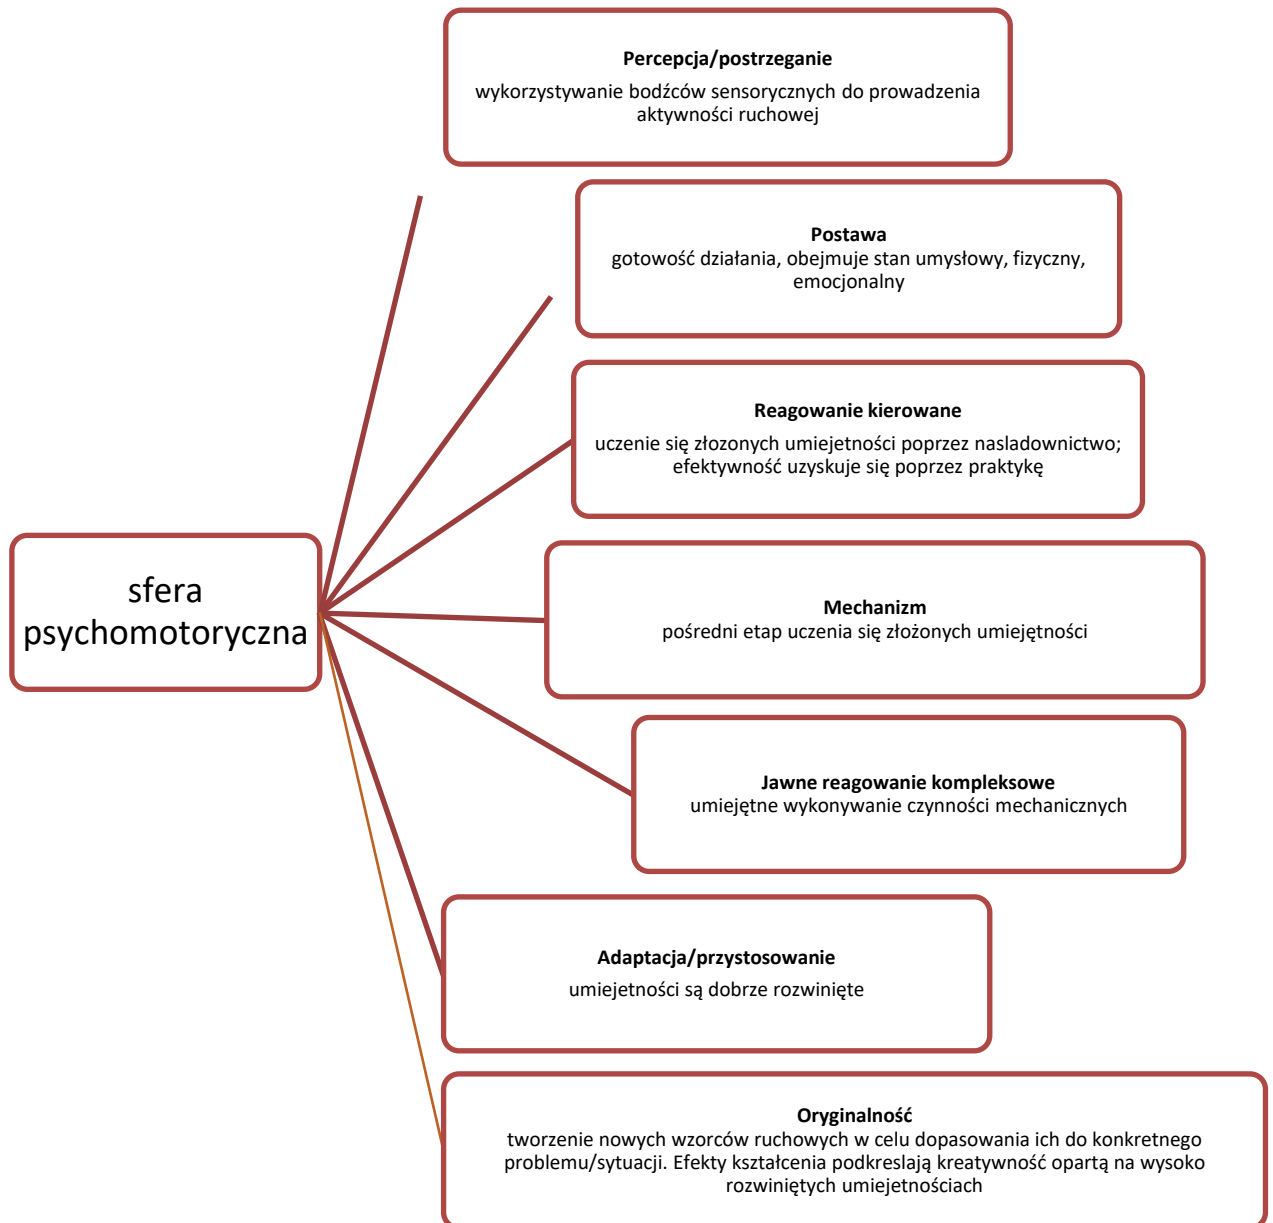 Percepcja/postrzeganie
wykorzystywanie bodźców sensorycznych do prowadzenia
aktywności ruchowej
Postawa
gotowość działania, obejmuje stan umysłowy, fizyczny,
emocjonalny
Reagowanie kierowane
uczenie się złozonych umiejetności poprzez nasladownictwo;
efektywność uzyskuje się poprzez praktykę
sfera
psychomotoryczna
Mechanizm
pośredni etap uczenia się złożonych umiejętności
Jawne reagowanie kompleksowe
umiejętne wykonywanie czynności mechanicznych
Adaptacja/przystosowanie
umiejetności są dobrze rozwinięte
Oryginalność
tworzenie nowych wzorców ruchowych w celu dopasowania ich do konkretnego
problemu/sytuacji. Efekty kształcenia podkreslają kreatywność opartą na wysoko
rozwiniętych umiejetnościach